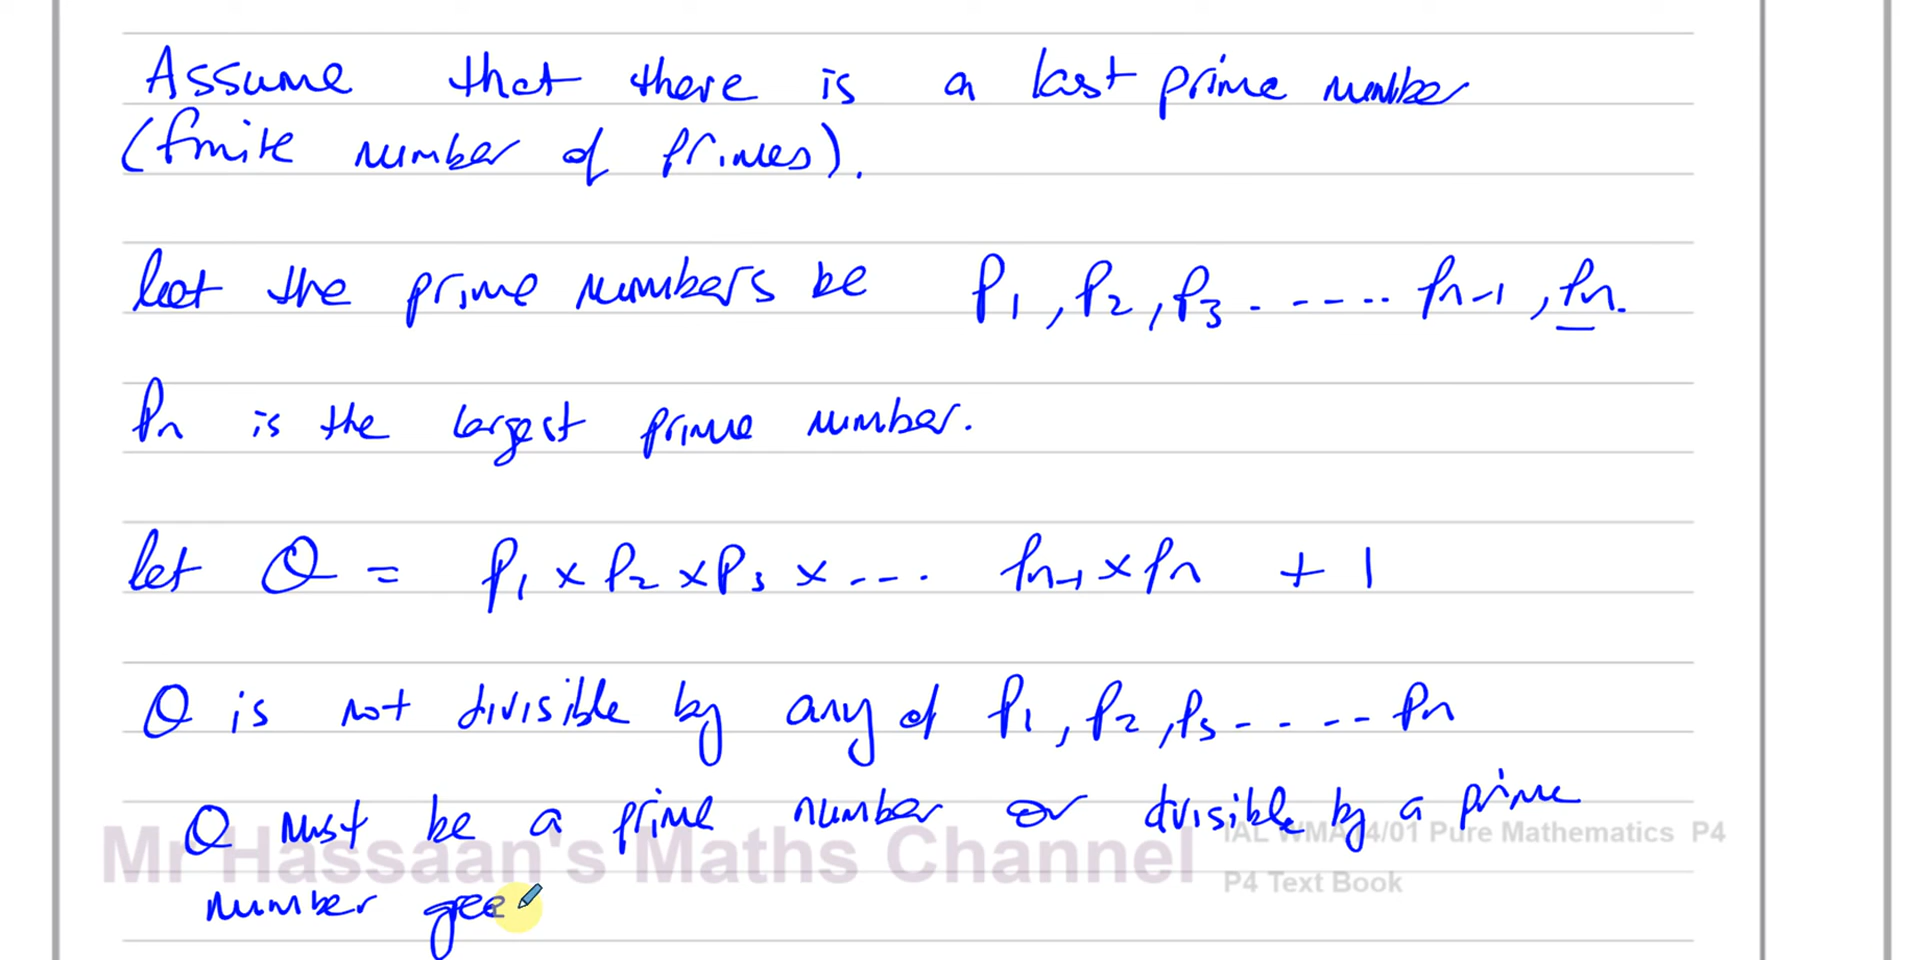 Assume that there is a last prime number
(finite number of primes).
Let the prime numbers be P1, P2, P3 . ..... Pn-1, Pn.
Pn is the largest prime number.
let Q = P1 × P2 × P3 × ... Pn-1 × Pn + 1
Q is not divisible by any of P1, P2, P3 ..... Pn
Q must be a prime number or divisible by a prime
Mr Hassaan's Maths Channel
IAL WMA14/01 Pure Mathematics P4
P4 Text Book
number gre